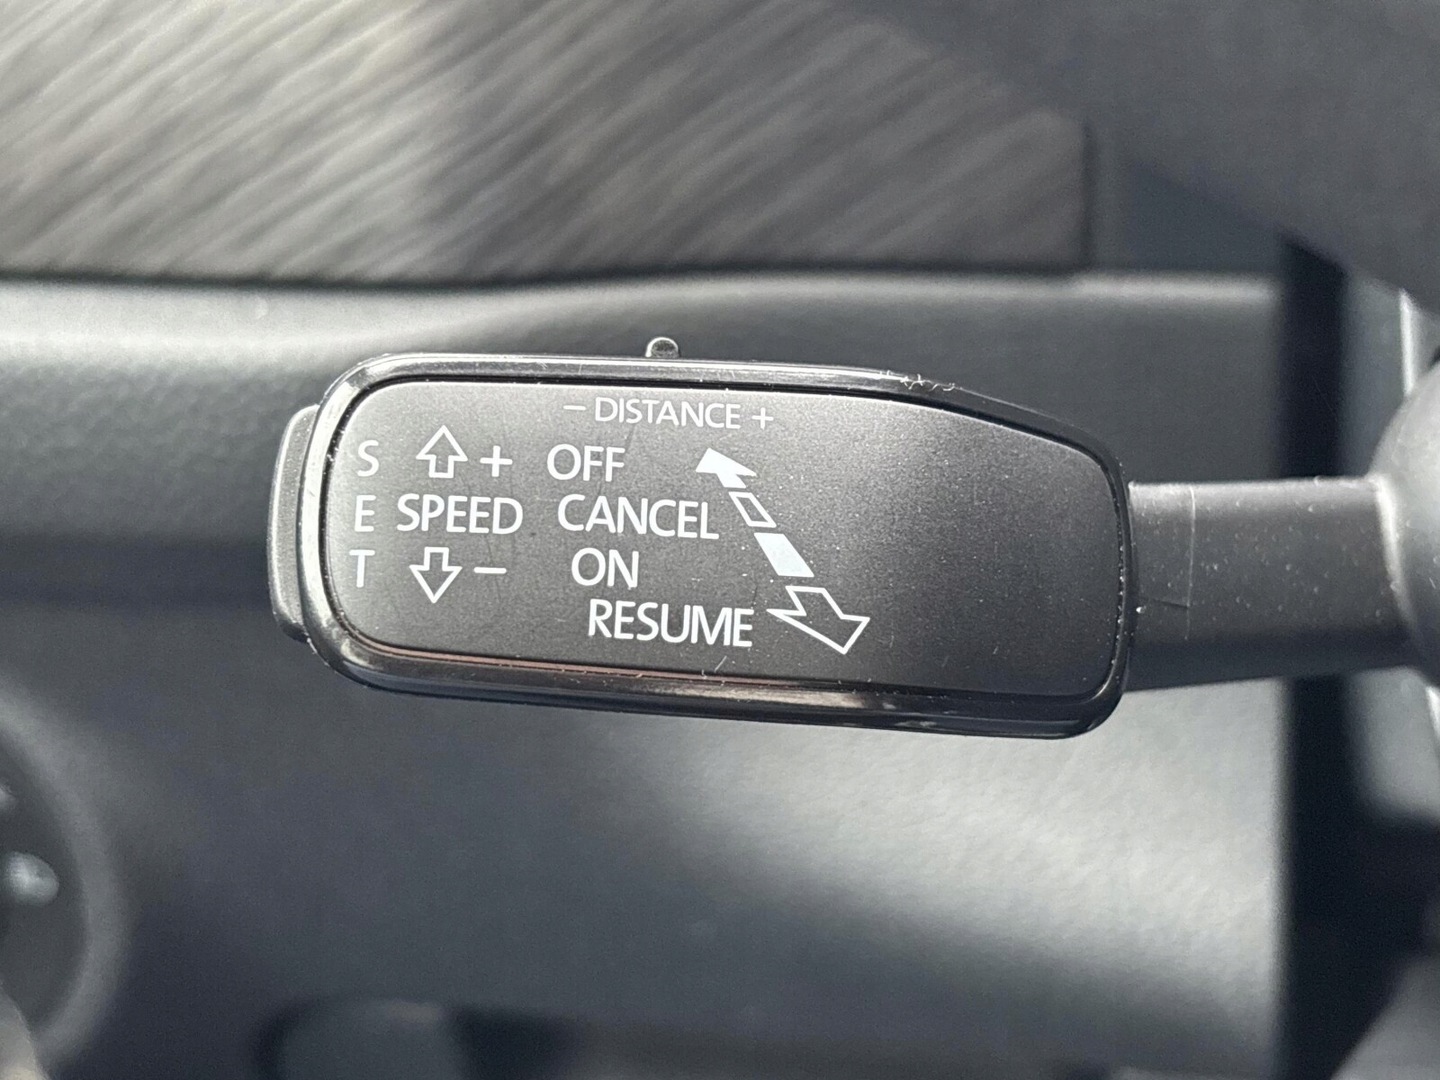 − DISTANCE +
S + OFF
E SPEED CANCEL
T − ON
RESUME